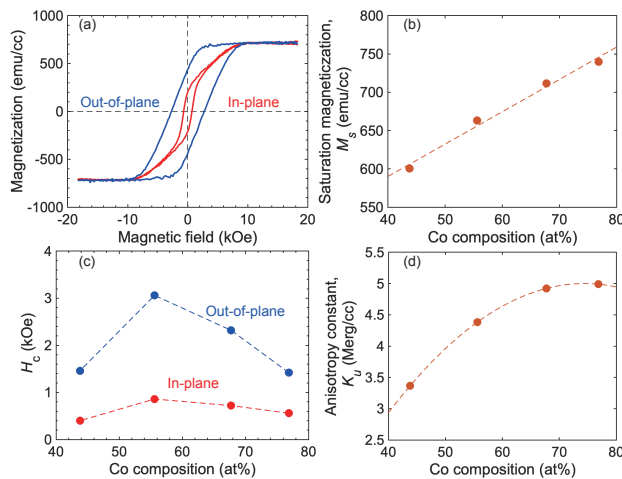 (a)
1000
500
0
-500
-1000
Magnetization (emu/cc)
Out-of-plane
In-plane
-20
-10
0
10
20
Magnetic field (kOe)
(b)
800
750
700
650
600
550
Saturation magneticzation,
Ms (emu/cc)
40
50
60
70
80
Co composition (at%)
(c)
4
3
2
1
0
Hc (kOe)
Out-of-plane
In-plane
40
50
60
70
80
Co composition (at%)
(d)
5.5
5
4.5
4
3.5
3
2.5
Anisotropy constant,
Ku (Merg/cc)
40
50
60
70
80
Co composition (at%)